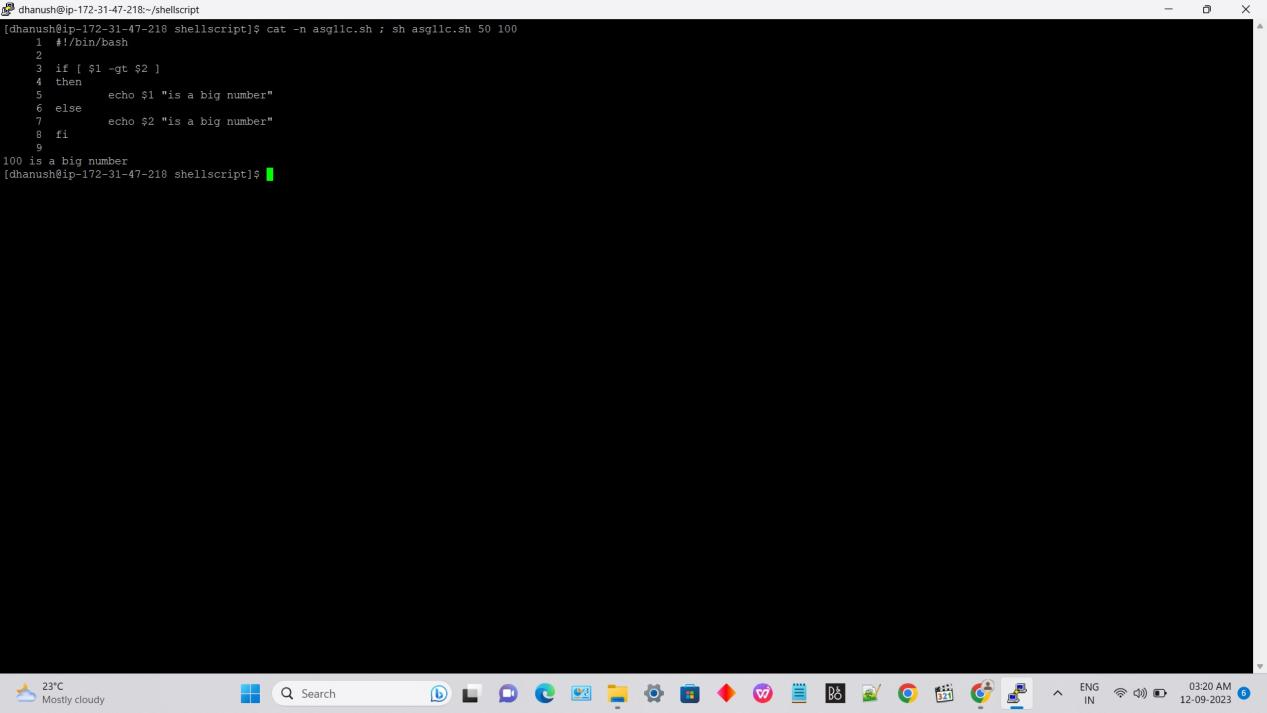 dhanush@ip-172-31-47-218:~/shellscript
[dhanush@ip-172-31-47-218 shellscript]$ cat -n asg11c.sh ; sh asg11c.sh 50 100
1 #!/bin/bash
2
3 if [ $1 -gt $2 ]
4 then
5 echo $1 "is a big number"
6 else
7 echo $2 "is a big number"
8 fi
9
100 is a big number
[dhanush@ip-172-31-47-218 shellscript]$
23°C
Mostly cloudy
Search
321
ENG
IN
03:20 AM
12-09-2023
6